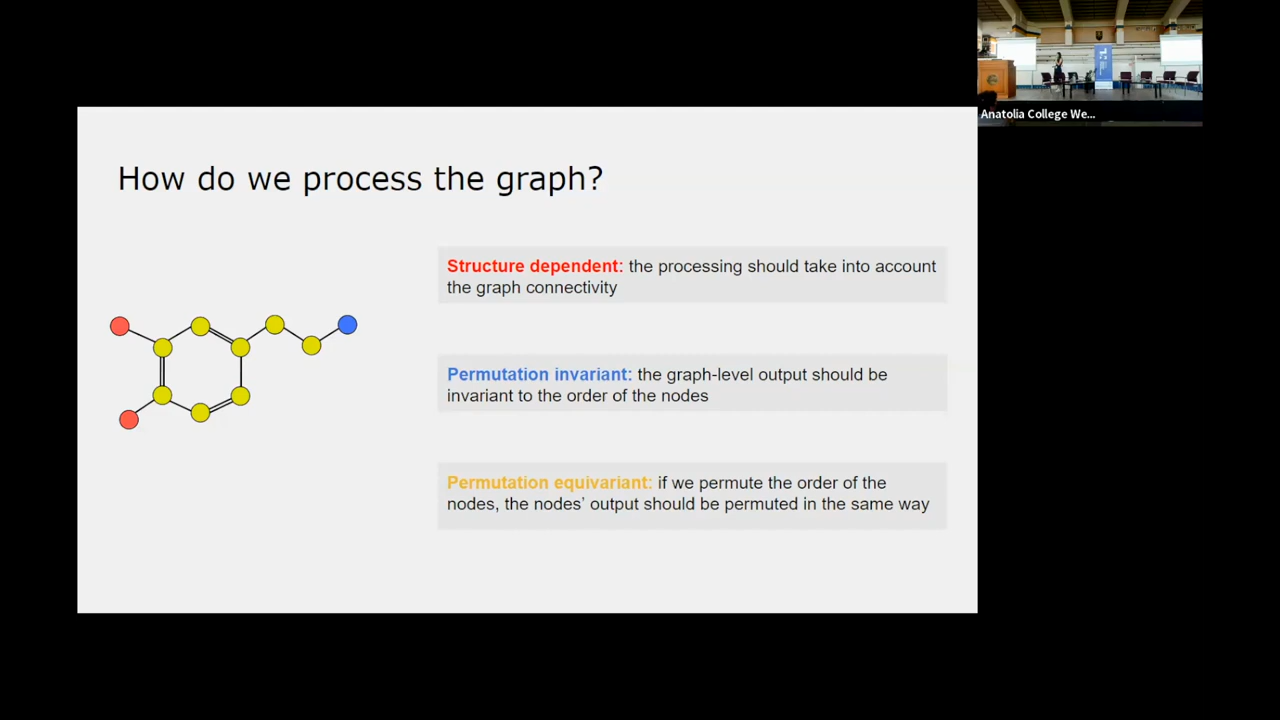 Anatolia College We...
How do we process the graph?
Structure dependent: the processing should take into account
the graph connectivity
Permutation invariant: the graph-level output should be
invariant to the order of the nodes
Permutation equivariant: if we permute the order of the
nodes, the nodes’ output should be permuted in the same way